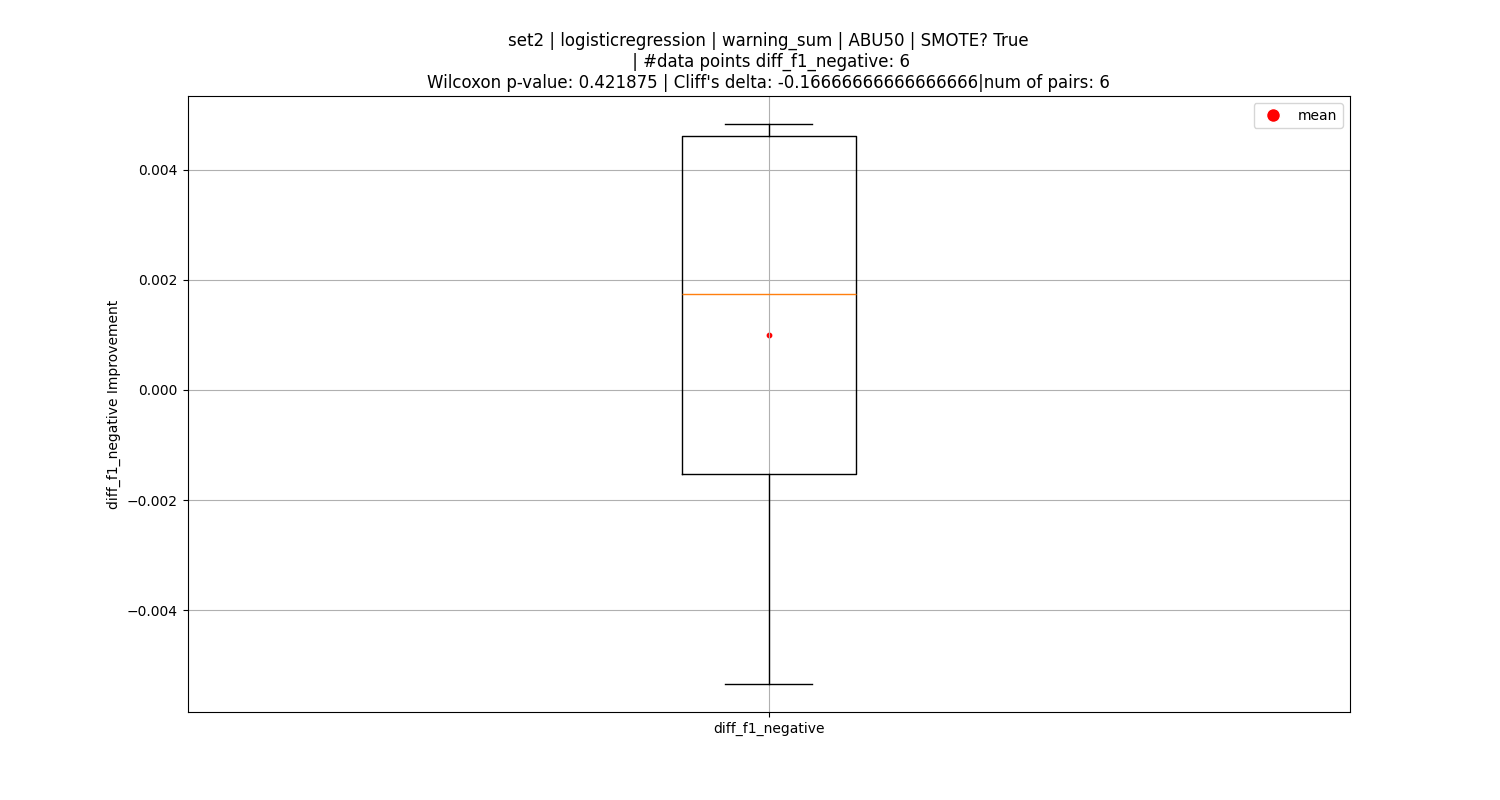 set2 | logisticregression | warning_sum | ABU50 | SMOTE? True
| #data points diff_f1_negative: 6
Wilcoxon p-value: 0.421875 | Cliff's delta: -0.16666666666666666|num of pairs: 6
mean
0.004
0.002
0.000
−0.002
−0.004
diff_f1_negative Improvement
diff_f1_negative